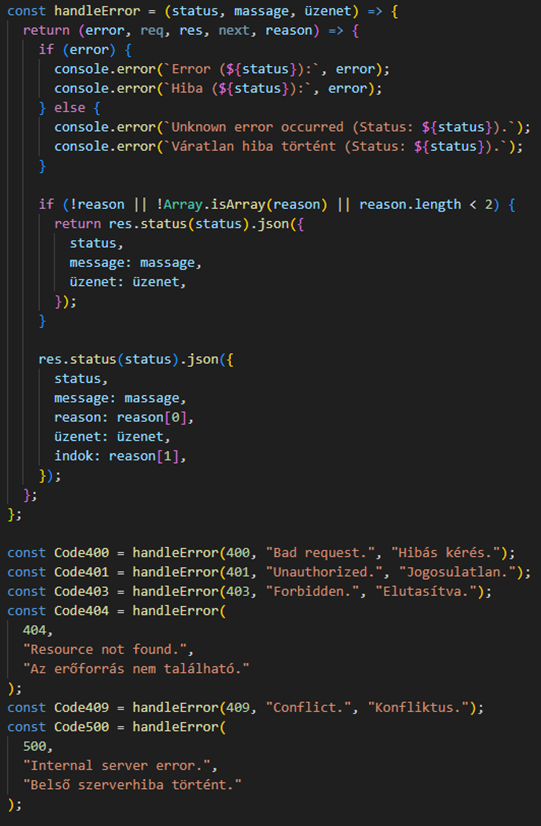 const handleError = (status, massage, üzenet) => {
  return (error, req, res, next, reason) => {
    if (error) {
      console.error(`Error (${status}):`, error);
      console.error(`Hiba (${status}):`, error);
    } else {
      console.error(`Unknown error occurred (Status: ${status}).`);
      console.error(`Váratlan hiba történt (Status: ${status}).`);
    }

    if (!reason || !Array.isArray(reason) || reason.length < 2) {
      return res.status(status).json({
        status,
        message: massage,
        üzenet: üzenet,
      });
    }

    res.status(status).json({
      status,
      message: massage,
      reason: reason[0],
      üzenet: üzenet,
      indok: reason[1],
    });
  };
};

const Code400 = handleError(400, "Bad request.", "Hibás kérés.");
const Code401 = handleError(401, "Unauthorized.", "Jogosulatlan.");
const Code403 = handleError(403, "Forbidden.", "Elutasítva.");
const Code404 = handleError(
  404,
  "Resource not found.",
  "Az erőforrás nem található."
);
const Code409 = handleError(409, "Conflict.", "Konfliktus.");
const Code500 = handleError(
  500,
  "Internal server error.",
  "Belső szerverhiba történt."
);